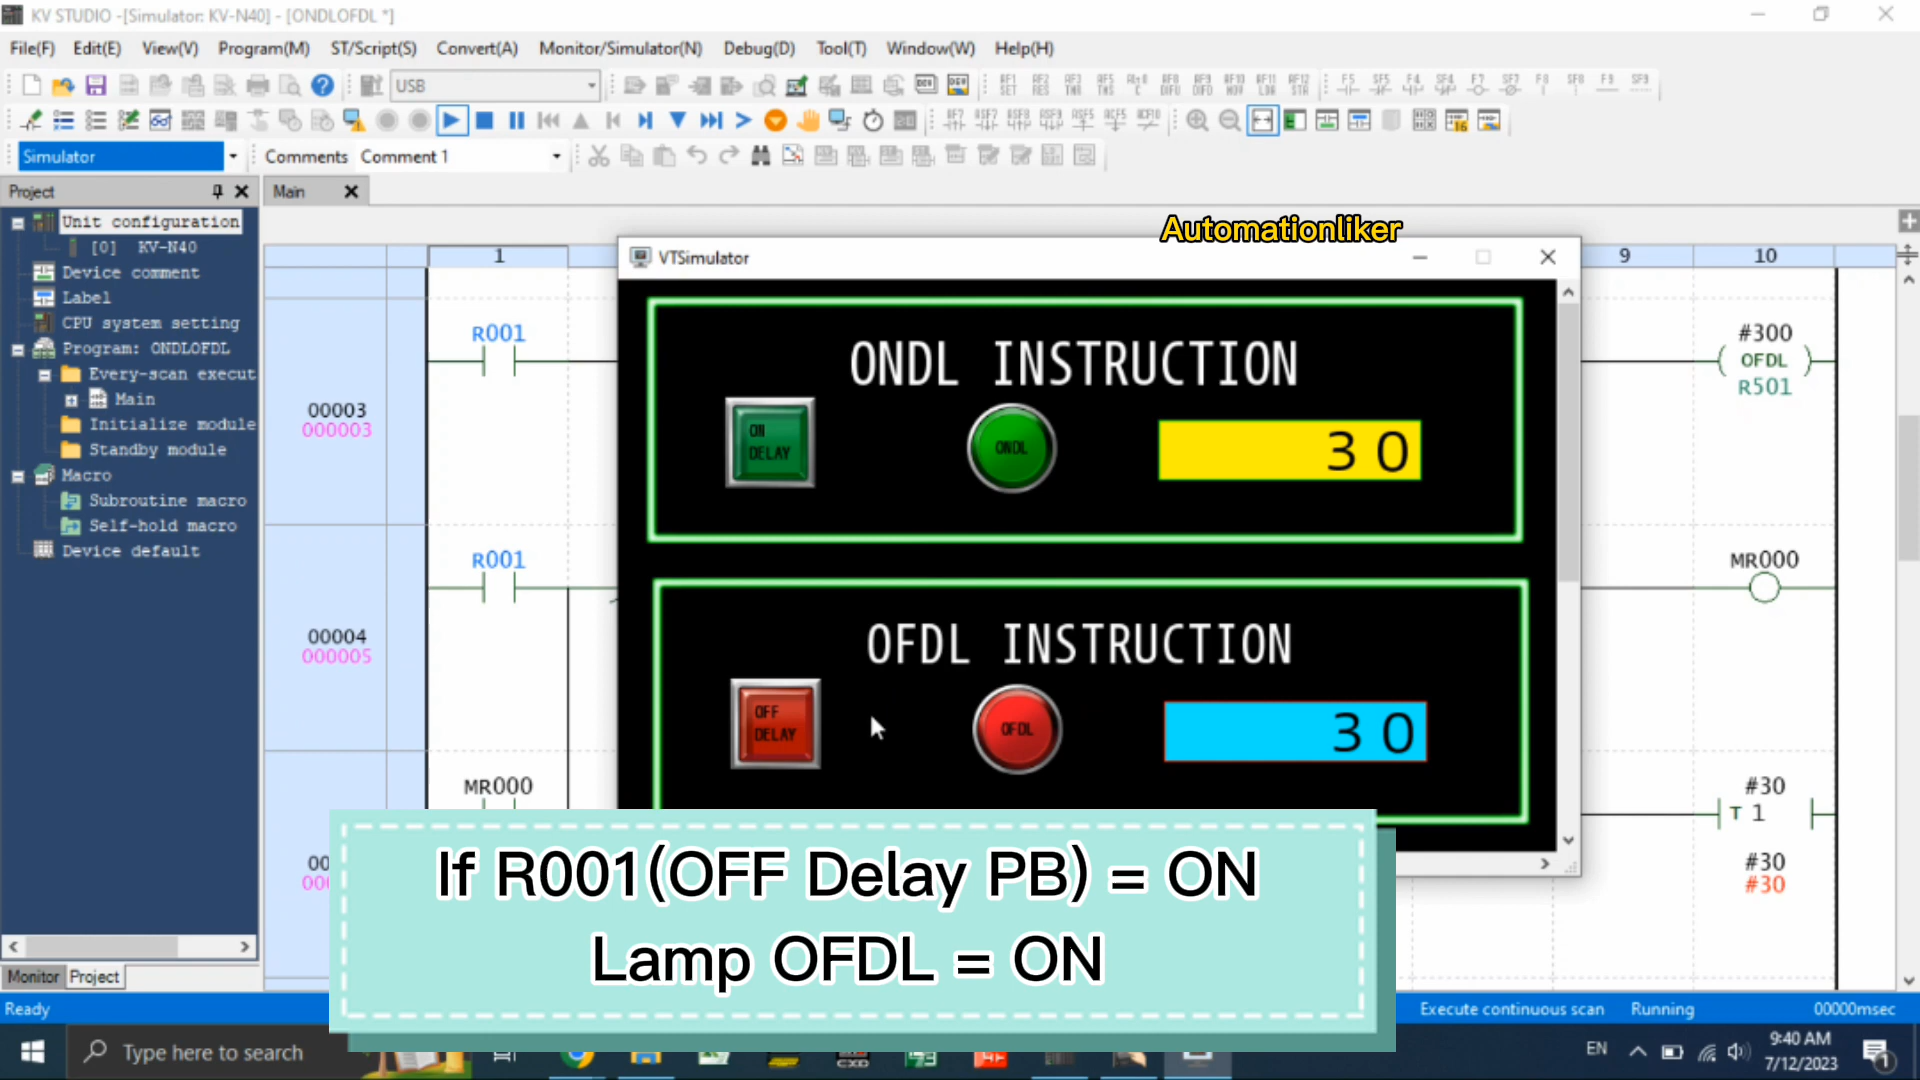 KV STUDIO -[Simulator: KV-N40] - [ONDLOFDL *]
File(F) Edit(E) View(V) Program(M) ST/Script(S) Convert(A) Monitor/Simulator(N) Debug(D) Tool(T) Window(W) Help(H)
USB
Simulator Comments Comment 1
Project Main
Automationliker
Unit configuration
[0] KV-N40
Device comment
Label
CPU system setting
Program: ONDLOFDL
Every-scan execut
Main
Initialize module
Standby module
Macro
Subroutine macro
Self-hold macro
Device default
1 9 10
VTSimulator
R001
#300
OFDL
R501
00003
000003
ONDL INSTRUCTION
ON
DELAY
ONDL
30
R001
MR000
00004
000005
OFDL INSTRUCTION
OFF
DELAY
OFDL
30
MR000
#30
T 1
#30
#30
If R001(OFF Delay PB) = ON
Lamp OFDL = ON
Monitor Project
Ready Execute continuous scan Running 00000msec
Type here to search
EN 9:40 AM
7/12/2023
1